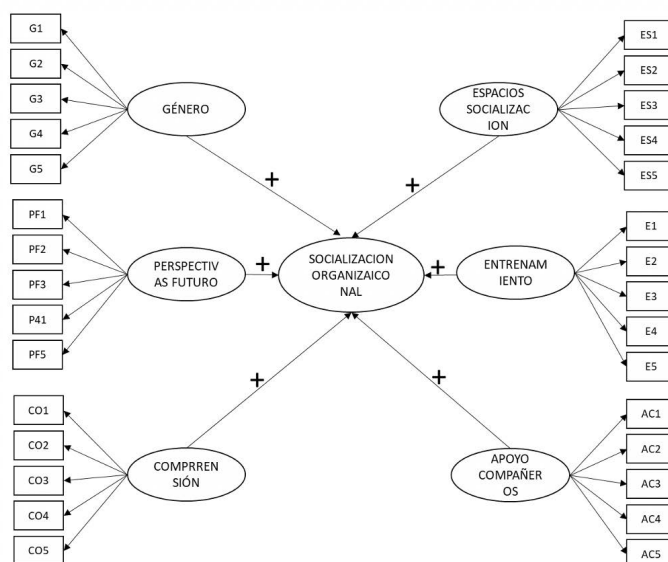 G1
G2
G3
G4
G5
GÉNERO
+
ES1
ES2
ES3
ES4
ES5
ESPACIOS
SOCIALIZAC
ION
+
PF1
PF2
PF3
P41
PF5
PERSPECTIV
AS FUTURO
+
SOCIALIZACION
ORGANIZAICO
NAL
+
ENTRENAM
IENTO
E1
E2
E3
E4
E5
CO1
CO2
CO3
CO4
CO5
COMPRREN
SIÓN
+
+
APOYO
COMPAÑER
OS
AC1
AC2
AC3
AC4
AC5